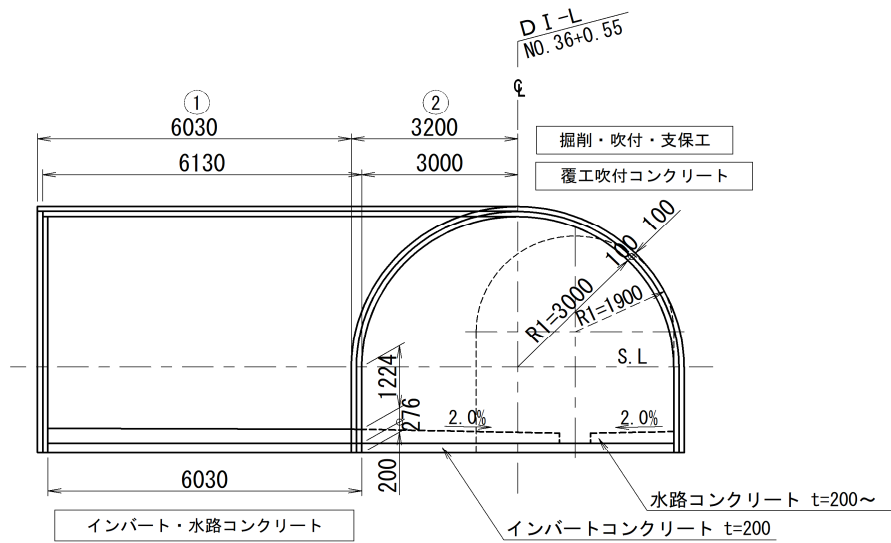 DⅠ-L
NO.36+0.55
℄
① ②
6030 3200
6130 3000
掘削・吹付・支保工
覆工吹付コンクリート
100
100
R1=3000
R1=1900
S.L
1224
276
200
2.0% 2.0%
6030
水路コンクリート t=200～
インバート・水路コンクリート
インバートコンクリート t=200